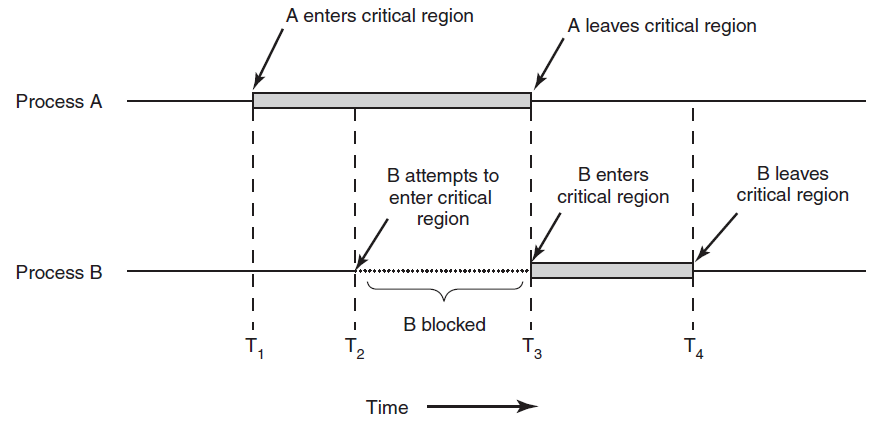 A enters critical region
A leaves critical region
Process A
B attempts to
enter critical
region
B enters
critical region
B leaves
critical region
Process B
B blocked
T1
T2
T3
T4
Time